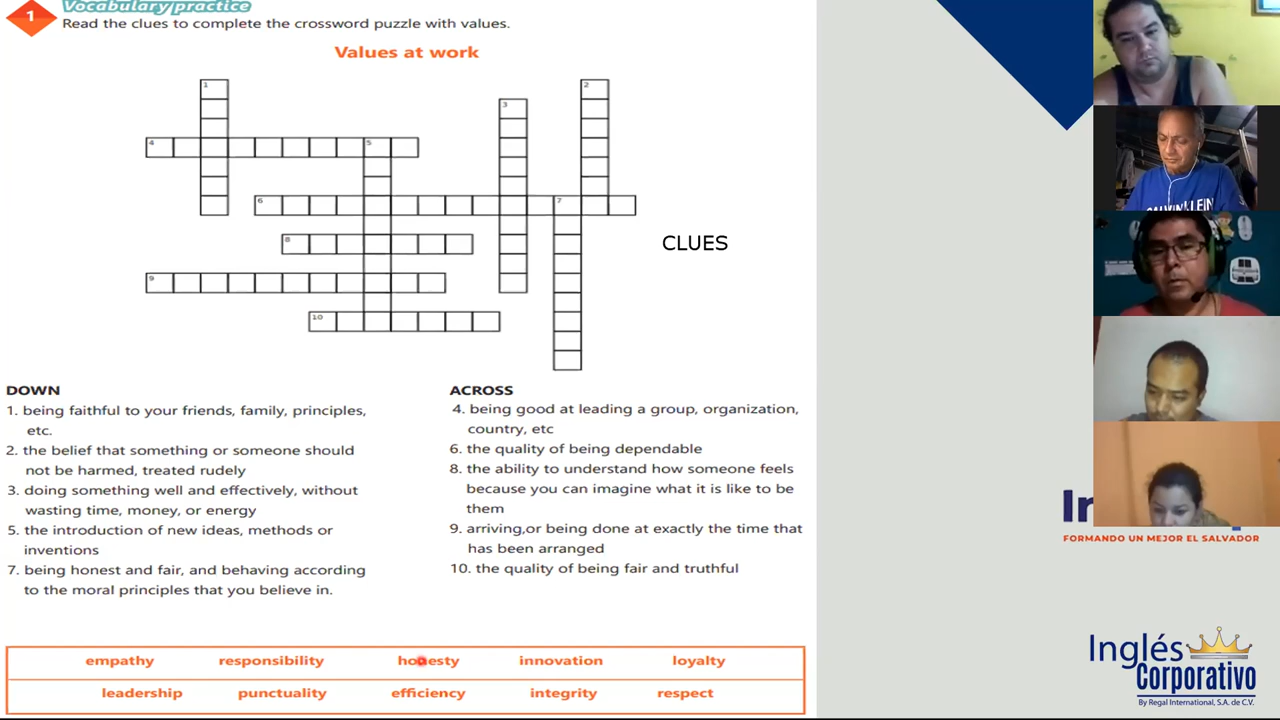 1
Vocabulary practice
Read the clues to complete the crossword puzzle with values.
Values at work
1
2
3
4
5
6
7
8
9
10
CLUES
DOWN
1. being faithful to your friends, family, principles,
etc.
2. the belief that something or someone should
not be harmed, treated rudely
3. doing something well and effectively, without
wasting time, money, or energy
5. the introduction of new ideas, methods or
inventions
7. being honest and fair, and behaving according
to the moral principles that you believe in.
ACROSS
4. being good at leading a group, organization,
country, etc
6. the quality of being dependable
8. the ability to understand how someone feels
because you can imagine what it is like to be
them
9. arriving,or being done at exactly the time that
has been arranged
10. the quality of being fair and truthful
empathy responsibility honesty innovation loyalty
leadership punctuality efficiency integrity respect
CALVIN KLEIN
FORMANDO UN MEJOR EL SALVADOR
Inglés
Corporativo
By Regal International, S.A. de C.V.